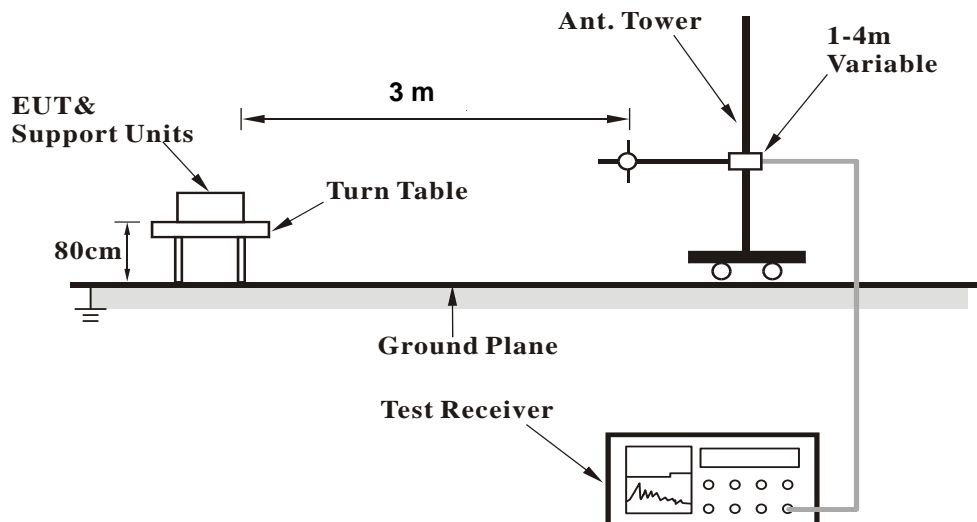 Ant. Tower
1-4m
Variable
3 m
EUT&
Support Units
Turn Table
80cm
Ground Plane
Test Receiver